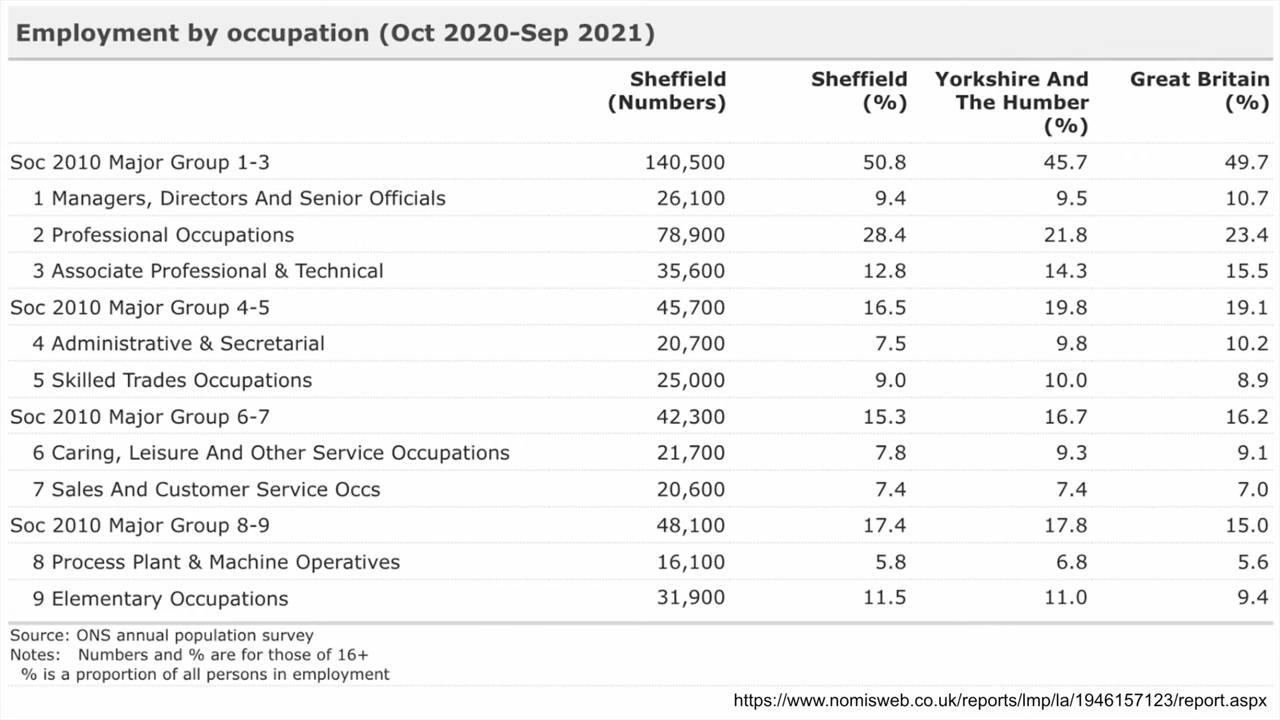 Employment by occupation (Oct 2020-Sep 2021)
Sheffield (Numbers) Sheffield (%) Yorkshire And The Humber (%) Great Britain (%)
Soc 2010 Major Group 1-3 140,500 50.8 45.7 49.7
1 Managers, Directors And Senior Officials 26,100 9.4 9.5 10.7
2 Professional Occupations 78,900 28.4 21.8 23.4
3 Associate Professional & Technical 35,600 12.8 14.3 15.5
Soc 2010 Major Group 4-5 45,700 16.5 19.8 19.1
4 Administrative & Secretarial 20,700 7.5 9.8 10.2
5 Skilled Trades Occupations 25,000 9.0 10.0 8.9
Soc 2010 Major Group 6-7 42,300 15.3 16.7 16.2
6 Caring, Leisure And Other Service Occupations 21,700 7.8 9.3 9.1
7 Sales And Customer Service Occs 20,600 7.4 7.4 7.0
Soc 2010 Major Group 8-9 48,100 17.4 17.8 15.0
8 Process Plant & Machine Operatives 16,100 5.8 6.8 5.6
9 Elementary Occupations 31,900 11.5 11.0 9.4
Source: ONS annual population survey
Notes: Numbers and % are for those of 16+
% is a proportion of all persons in employment
https://www.nomisweb.co.uk/reports/lmp/la/1946157123/report.aspx